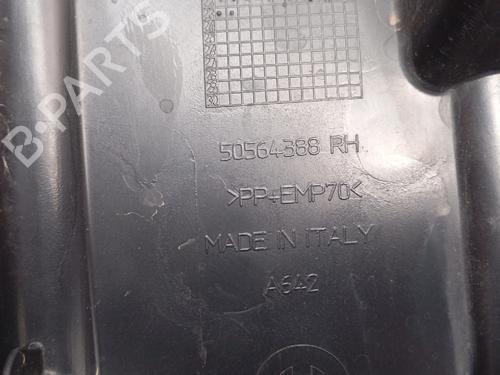 B-PARTS
50564388 RH
>PP+EMP70<
MADE IN ITALY
A642